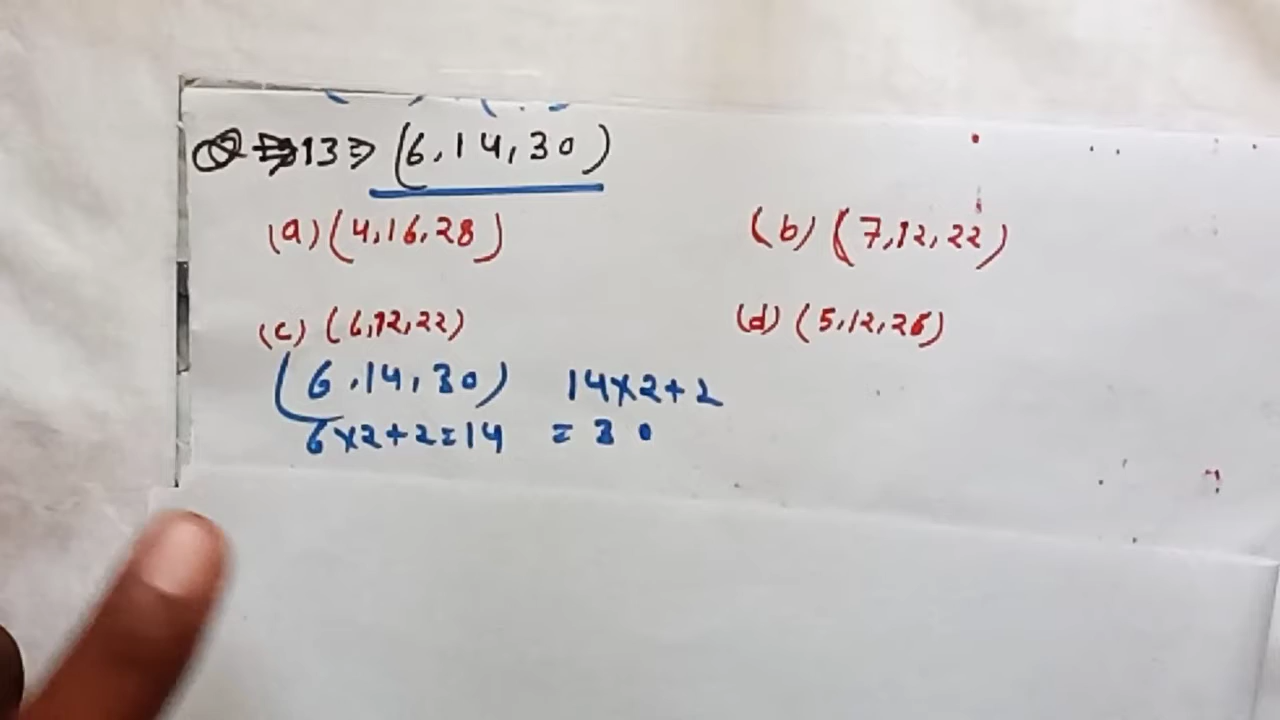 Q⇒13⇒ (6,14,30)
(a) (4,16,28) (b) (7,12,22)
(c) (6,12,22) (d) (5,12,26)
(6,14,30) 14×2+2
6×2+2=14 = 30